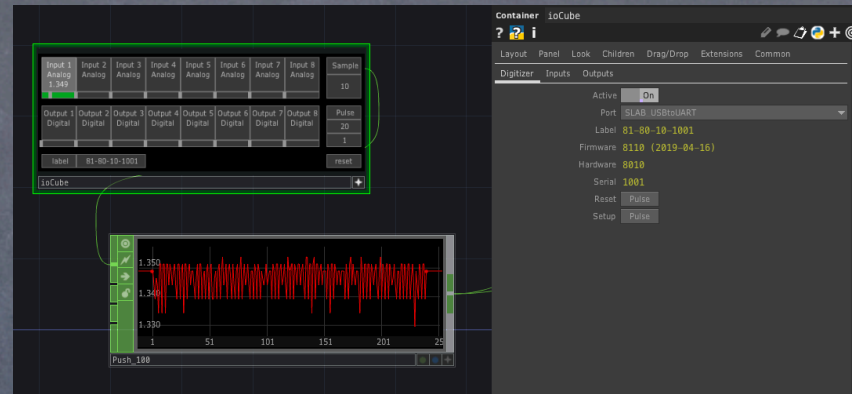 Container ioCube
? ? i
Layout Panel Look Children Drag/Drop Extensions Common
Digitizer Inputs Outputs
Active On
Port SLAB_USBtoUART
Label 81-80-10-1001
Firmware 8110 (2019-04-16)
Hardware 8010
Serial 1001
Reset Pulse
Setup Pulse
Input 1 Input 2 Input 3 Input 4 Input 5 Input 6 Input 7 Input 8 Sample
Analog Analog Analog Analog Analog Analog Analog Analog
1.349 10
Output 1 Output 2 Output 3 Output 4 Output 5 Output 6 Output 7 Output 8 Pulse
Digital Digital Digital Digital Digital Digital Digital Digital 20
1
label 81-80-10-1001 reset
ioCube
1.350
1.340
1.330
1 51 101 151 201 25
Push_100